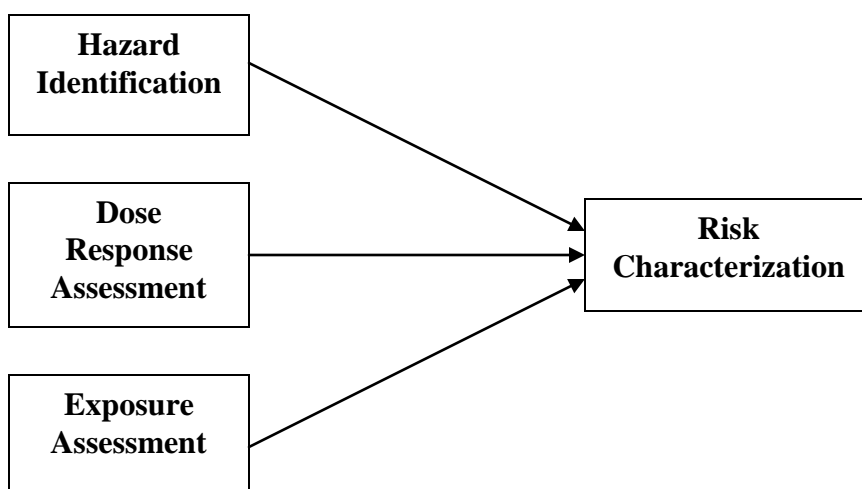 Hazard
Identification
Dose
Response
Assessment
Exposure
Assessment
Risk
Characterization